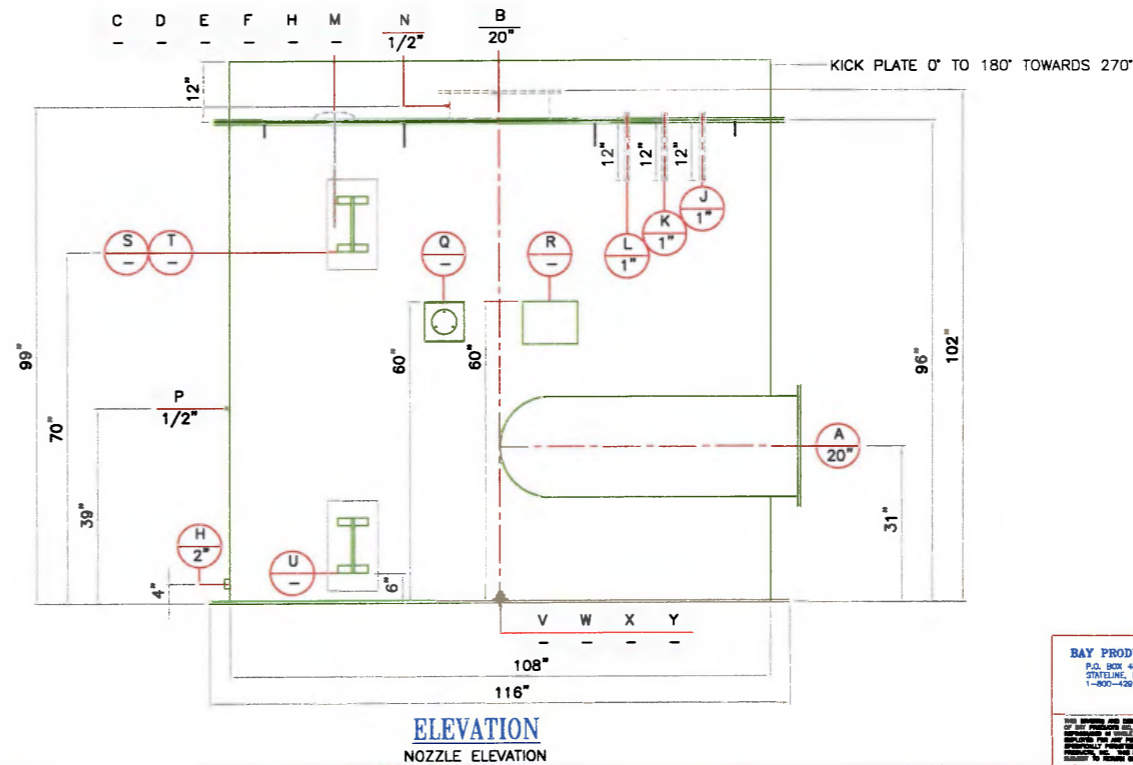 C D E F H M N B
- - - - - - 1/2" 20"
KICK PLATE 0° TO 180° TOWARDS 270°
12"
12" 12" 12"
J
1"
K
1"
L
1"
S T
- -
Q
-
R
-
99"
70"
60"
60"
96"
102"
P
1/2"
A
20"
39"
31"
H
2"
U
-
4"
6"
V W X Y
- - - -
108"
116"
ELEVATION
NOZZLE ELEVATION
BAY PROD
P.O. BOX
STATELINE,
1-800-429